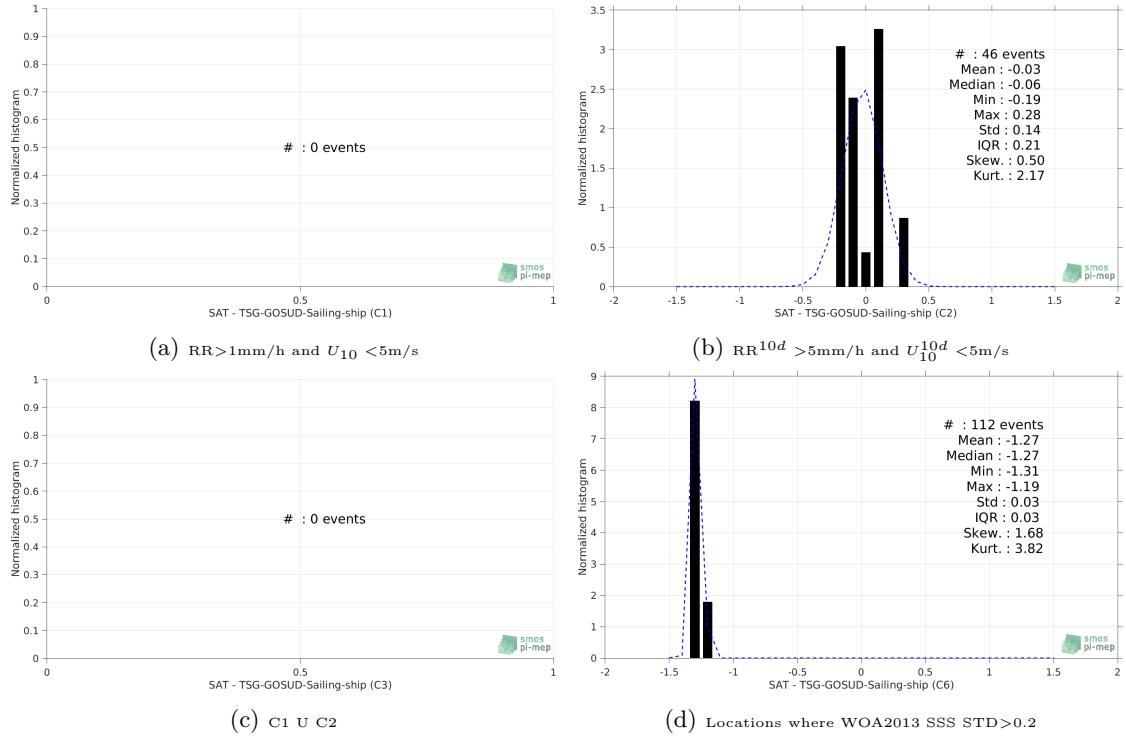 1
0.9
0.8
0.7
0.6
0.5
0.4
0.3
0.2
0.1
0
Normalized histogram
# : 0 events
smos
pi-mep
0 0.5 1
SAT - TSG-GOSUD-Sailing-ship (C1)
(a) RR>1mm/h and U10 <5m/s
3.5
3
2.5
2
1.5
1
0.5
0
Normalized histogram
# : 46 events
Mean : -0.03
Median : -0.06
Min : -0.19
Max : 0.28
Std : 0.14
IQR : 0.21
Skew. : 0.50
Kurt. : 2.17
smos
pi-mep
-2 -1.5 -1 -0.5 0 0.5 1 1.5 2
SAT - TSG-GOSUD-Sailing-ship (C2)
(b) RR^10d >5mm/h and U10^10d <5m/s
1
0.9
0.8
0.7
0.6
0.5
0.4
0.3
0.2
0.1
0
Normalized histogram
# : 0 events
smos
pi-mep
0 0.5 1
SAT - TSG-GOSUD-Sailing-ship (C3)
(c) C1 U C2
9
8
7
6
5
4
3
2
1
0
Normalized histogram
# : 112 events
Mean : -1.27
Median : -1.27
Min : -1.31
Max : -1.19
Std : 0.03
IQR : 0.03
Skew. : 1.68
Kurt. : 3.82
smos
pi-mep
-2 -1.5 -1 -0.5 0 0.5 1 1.5 2
SAT - TSG-GOSUD-Sailing-ship (C6)
(d) Locations where WOA2013 SSS STD>0.2